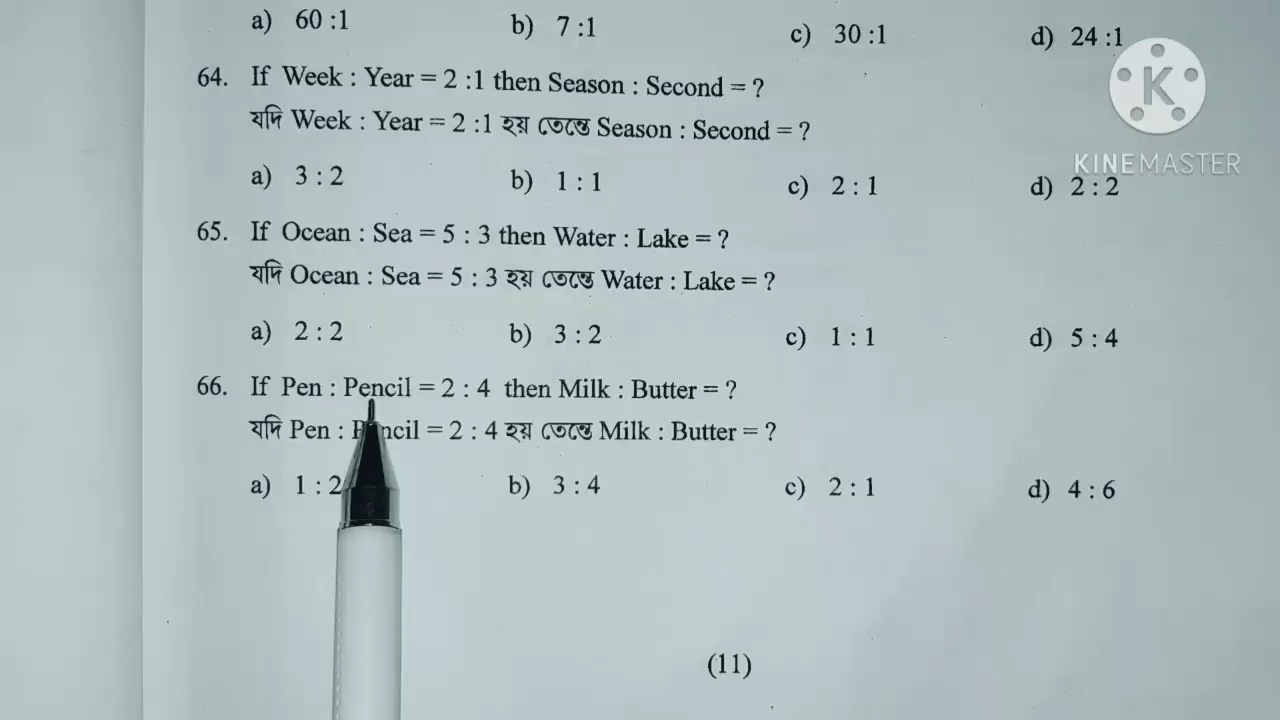 a) 60 :1 b) 7 :1 c) 30 :1 d) 24 :1
64. If Week : Year = 2 :1 then Season : Second = ?
যদি Week : Year = 2 :1 হয় তেন্তে Season : Second = ?
a) 3 : 2 b) 1 : 1 c) 2 : 1 d) 2 : 2
65. If Ocean : Sea = 5 : 3 then Water : Lake = ?
যদি Ocean : Sea = 5 : 3 হয় তেন্তে Water : Lake = ?
a) 2 : 2 b) 3 : 2 c) 1 : 1 d) 5 : 4
66. If Pen : Pencil = 2 : 4 then Milk : Butter = ?
যদি Pen : Pencil = 2 : 4 হয় তেন্তে Milk : Butter = ?
a) 1 : 2 b) 3 : 4 c) 2 : 1 d) 4 : 6
(11)
K
KINEMASTER